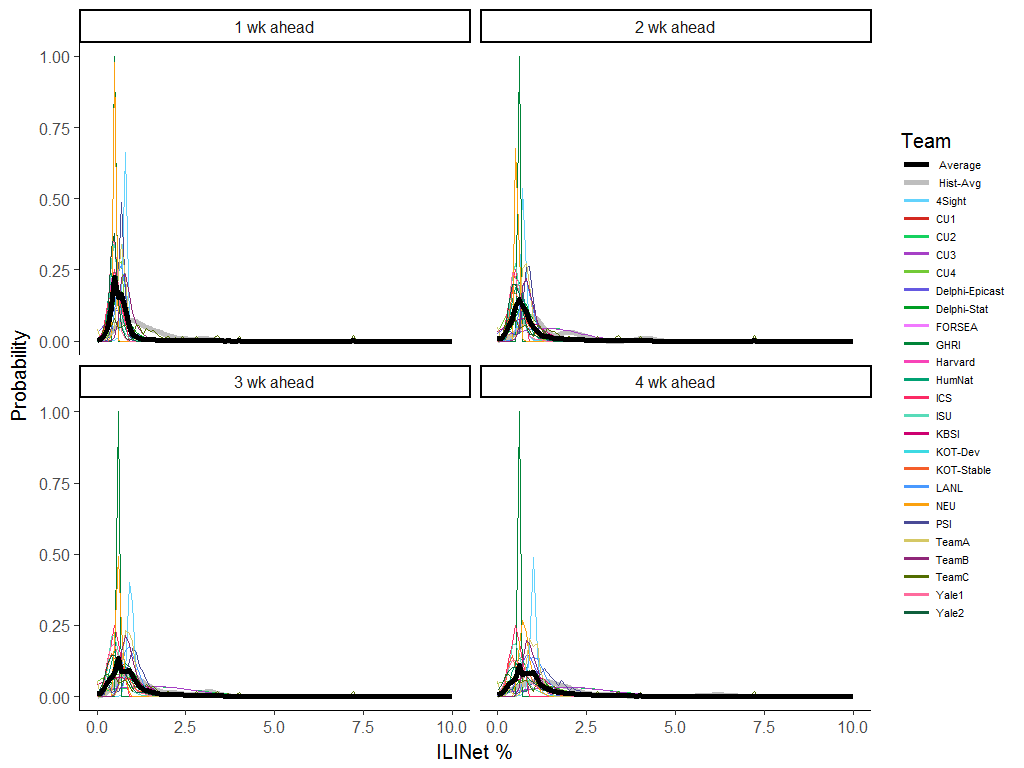 1 wk ahead
2 wk ahead
1.00
0.75
0.50
0.25
0.00
3 wk ahead
4 wk ahead
1.00
0.75
0.50
0.25
0.00
0.0
2.5
5.0
7.5
10.0
0.0
2.5
5.0
7.5
10.0
Probability
ILINet %
Team
Average
Hist-Avg
4Sight
CU1
CU2
CU3
CU4
Delphi-Epicast
Delphi-Stat
FORSEA
GHRI
Harvard
HumNat
ICS
ISU
KBSI
KOT-Dev
KOT-Stable
LANL
NEU
PSI
TeamA
TeamB
TeamC
Yale1
Yale2